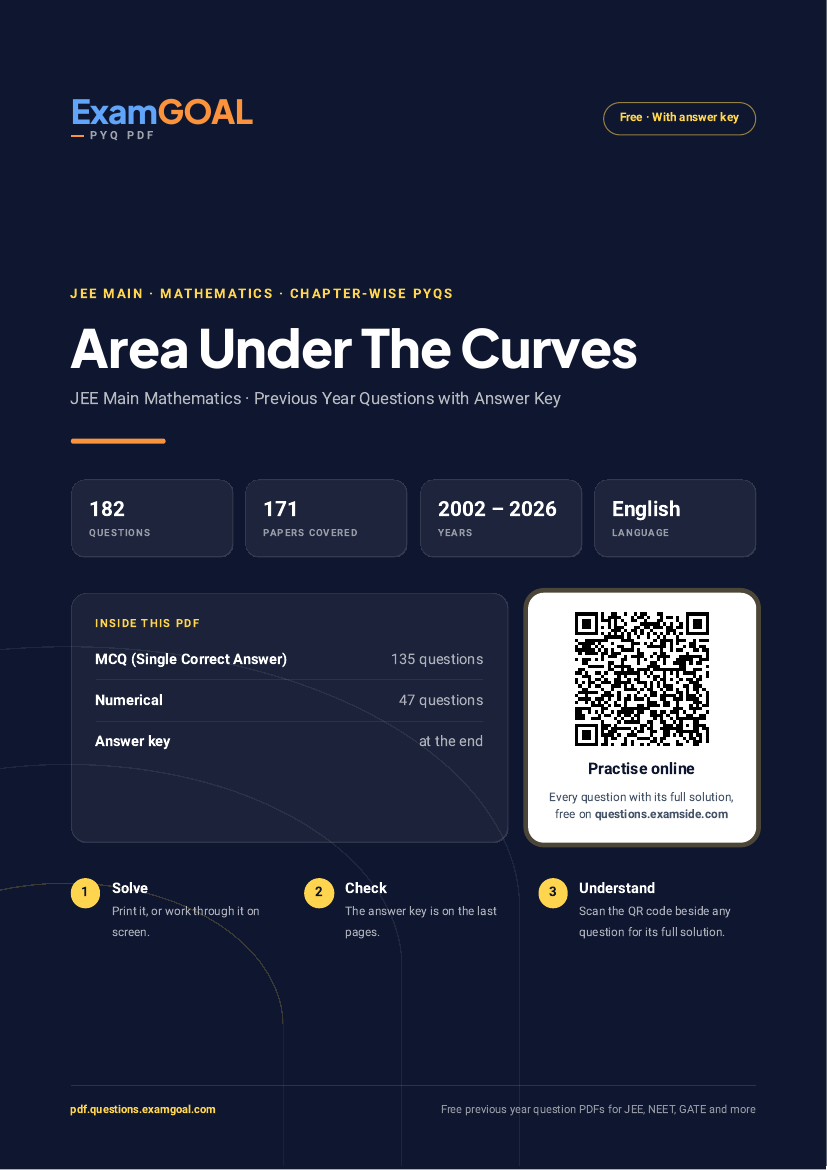 ExamGOAL
PYQ PDF
Free · With answer key
JEE MAIN · MATHEMATICS · CHAPTER-WISE PYQS
Area Under The Curves
JEE Main Mathematics · Previous Year Questions with Answer Key
182
QUESTIONS
171
PAPERS COVERED
2002 – 2026
YEARS
English
LANGUAGE
INSIDE THIS PDF
MCQ (Single Correct Answer) 135 questions
Numerical 47 questions
Answer key at the end
Practise online
Every question with its full solution,
free on questions.examside.com
1 Solve
Print it, or work through it on
screen.
2 Check
The answer key is on the last
pages.
3 Understand
Scan the QR code beside any
question for its full solution.
pdf.questions.examgoal.com
Free previous year question PDFs for JEE, NEET, GATE and more